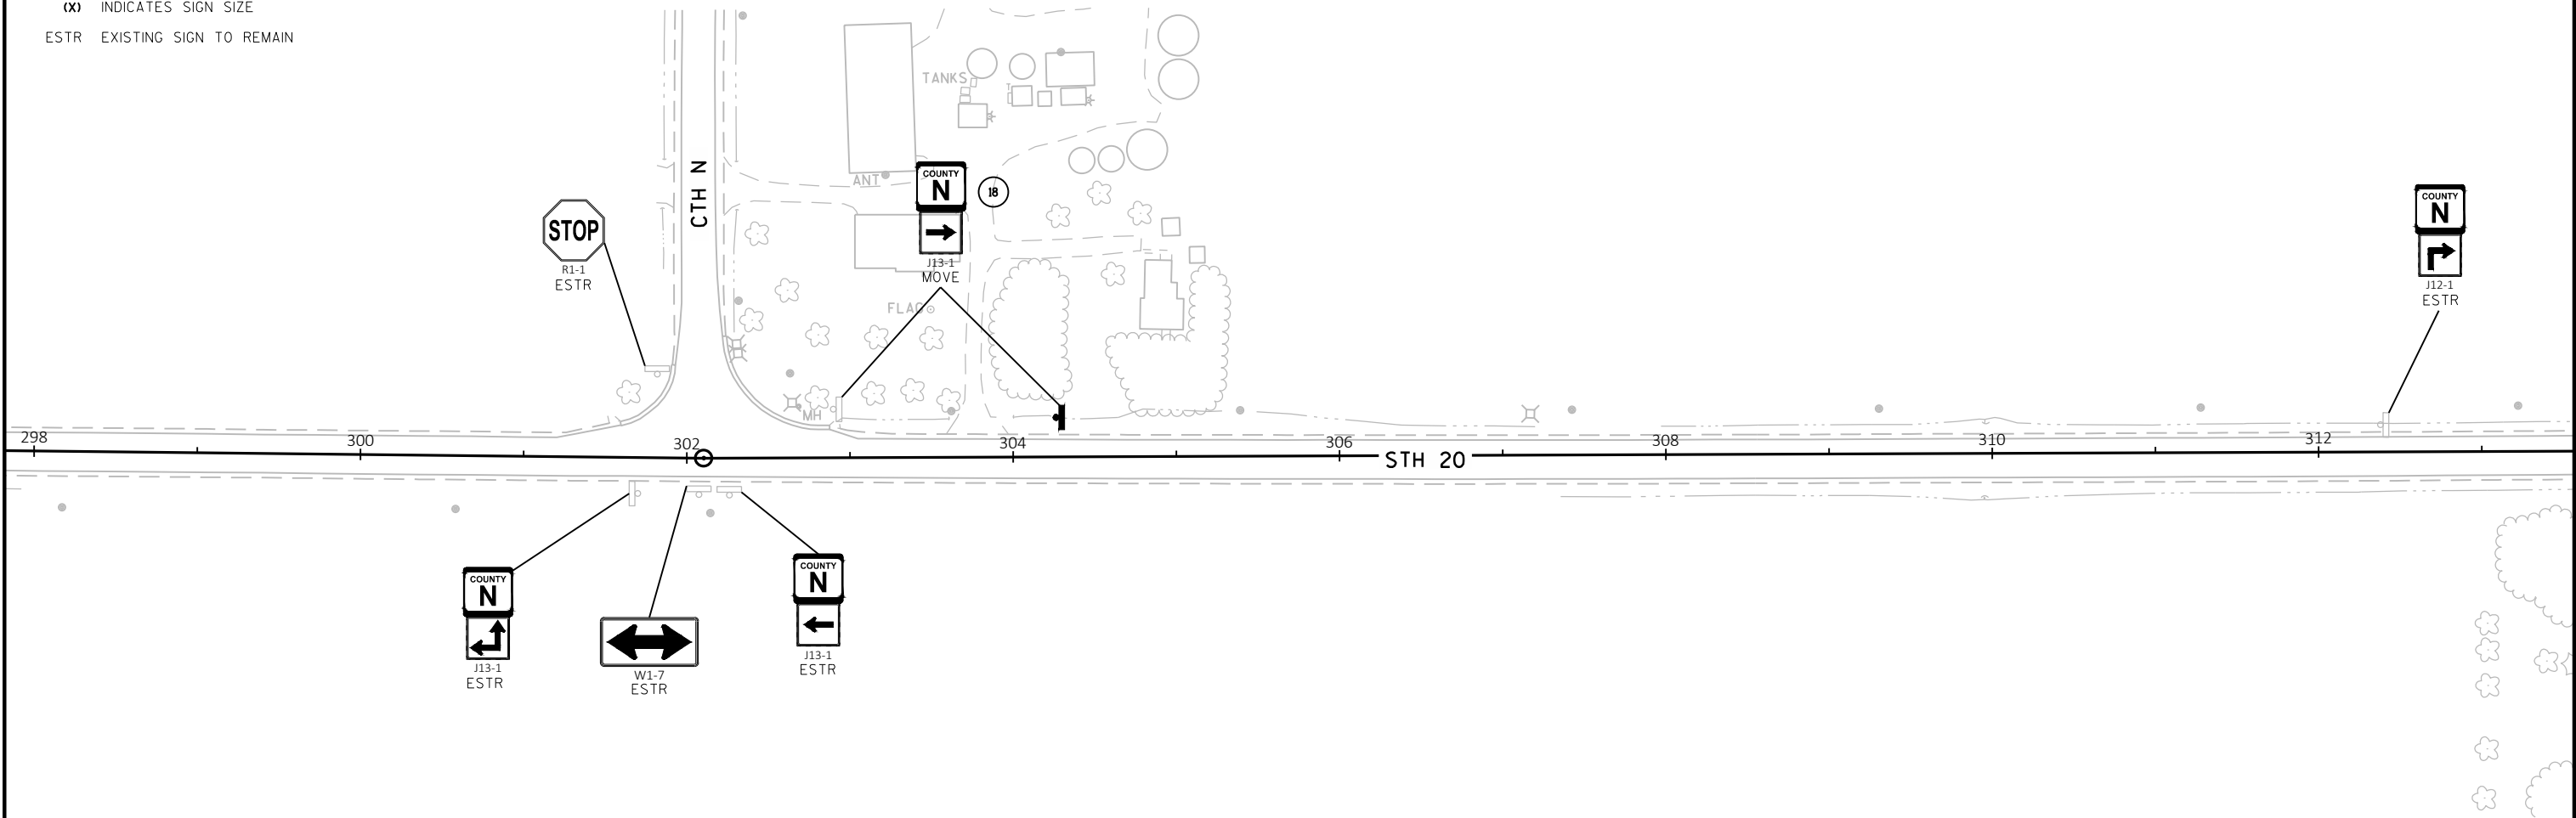 (X) INDICATES SIGN SIZE
ESTR EXISTING SIGN TO REMAIN
TANKS
CTH N
ANT
COUNTY
N
18
J13-1
MOVE
STOP
R1-1
ESTR
COUNTY
N
J12-1
ESTR
FLAG
MH
298
300
302
304
306
308
310
312
STH 20
COUNTY
N
J13-1
ESTR
W1-7
ESTR
COUNTY
N
J13-1
ESTR